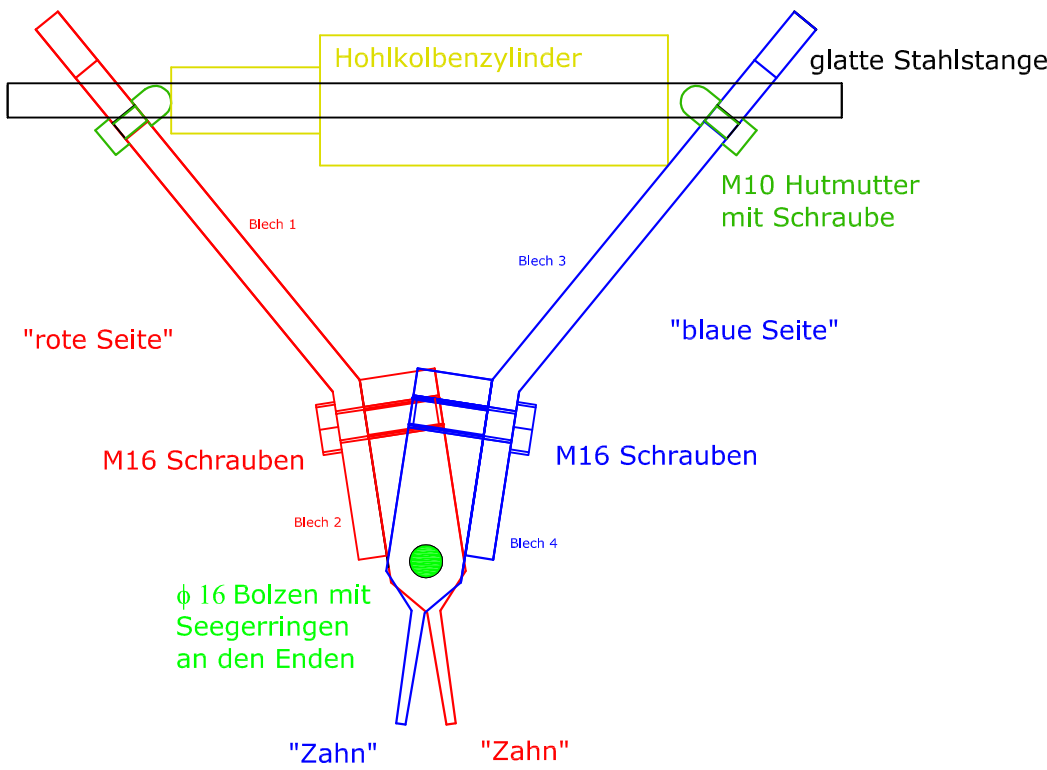 Hohlkolbenzylinder
glatte Stahlstange
M10 Hutmutter
mit Schraube
Blech 1
Blech 3
"rote Seite"
"blaue Seite"
M16 Schrauben
M16 Schrauben
Blech 2
Blech 4
ϕ 16 Bolzen mit
Seegerringen
an den Enden
"Zahn"
"Zahn"